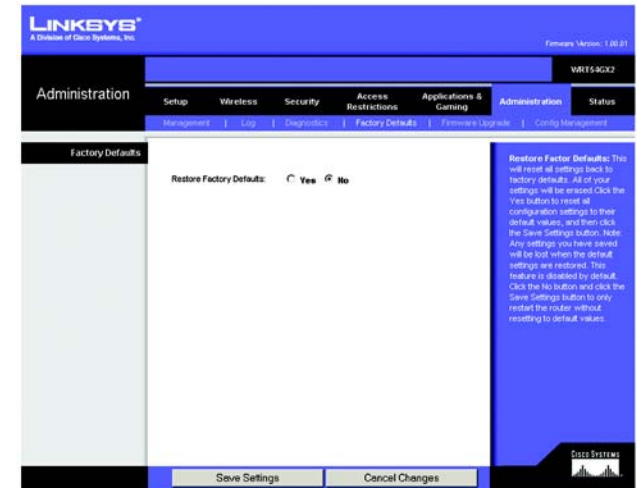 LINKSYS®
A Division of Cisco Systems, Inc.
Firmware Version: 1.00.01
WRT54GX2
Administration
Setup Wireless Security Access Restrictions Applications & Gaming Administration Status
Management | Log | Diagnostics | Factory Defaults | Firmware Upgrade | Config Management
Factory Defaults
Restore Factory Defaults: Yes No
Restore Factor Defaults: This
will reset all settings back to
factory defaults. All of your
settings will be erased.Click the
Yes button to reset all
configuration settings to their
default values, and then click
the Save Settings button. Note:
Any settings you have saved
will be lost when the default
settings are restored. This
feature is disabled by default.
Click the No button and click the
Save Settings button to only
restart the router without
resetting to default values.
CISCO SYSTEMS
Save Settings Cancel Changes